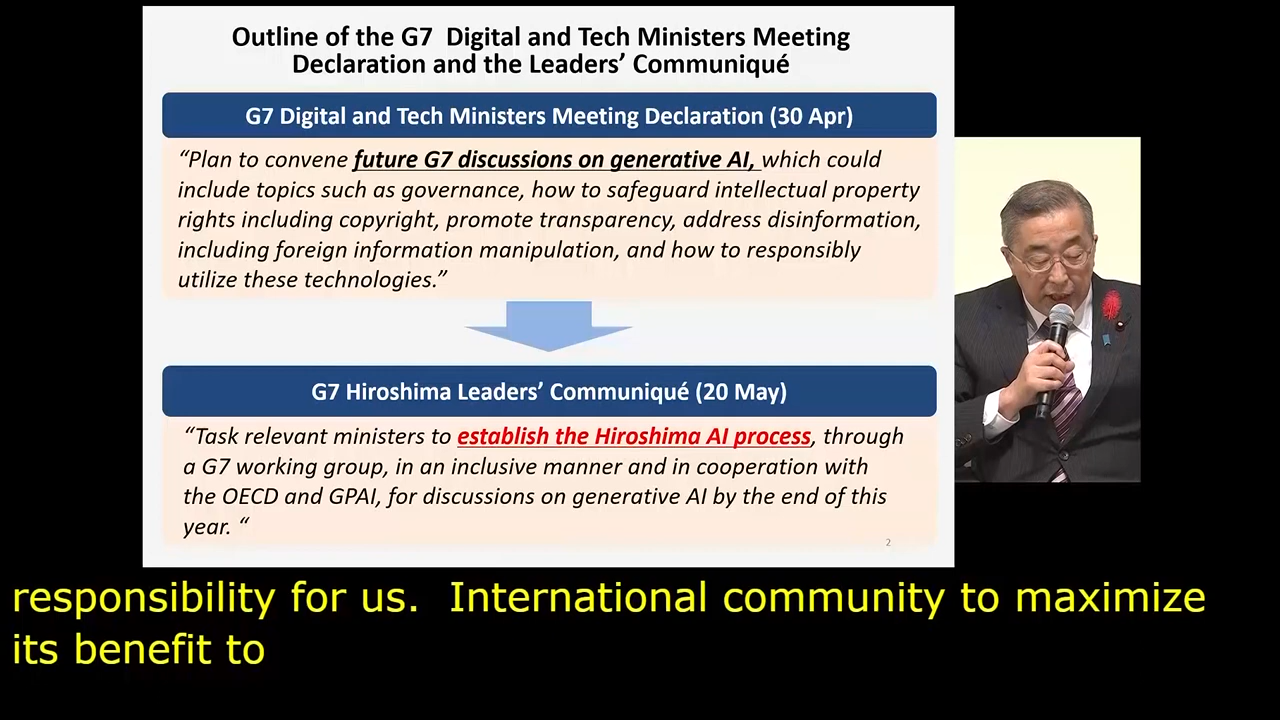 Outline of the G7  Digital and Tech Ministers Meeting
Declaration and the Leaders’ Communiqué
G7 Digital and Tech Ministers Meeting Declaration (30 Apr)
“Plan to convene future G7 discussions on generative AI, which could
include topics such as governance, how to safeguard intellectual property
rights including copyright, promote transparency, address disinformation,
including foreign information manipulation, and how to responsibly
utilize these technologies.”
G7 Hiroshima Leaders’ Communiqué (20 May)
“Task relevant ministers to establish the Hiroshima AI process, through
a G7 working group, in an inclusive manner and in cooperation with
the OECD and GPAI, for discussions on generative AI by the end of this
year. “
2
responsibility for us.  International community to maximize
its benefit to